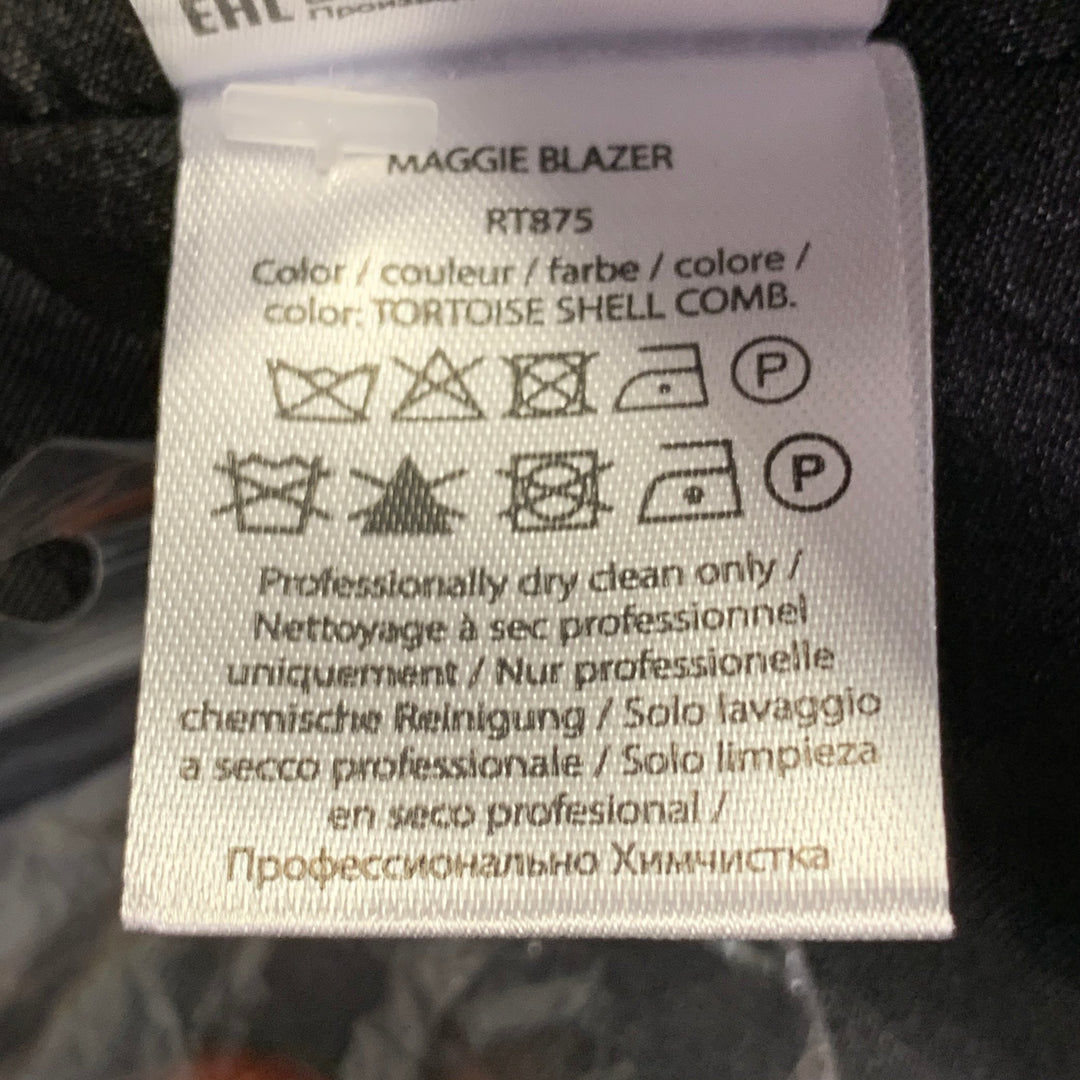 EAC
MAGGIE BLAZER
RT875
Color / couleur / farbe / colore /
color: TORTOISE SHELL COMB.
P
P
Professionally dry clean only /
Nettoyage à sec professionnel
uniquement / Nur professionelle
chemische Reinigung / Solo lavaggio
a secco professionale / Solo limpieza
en seco profesional /
Профессионально Химчистка